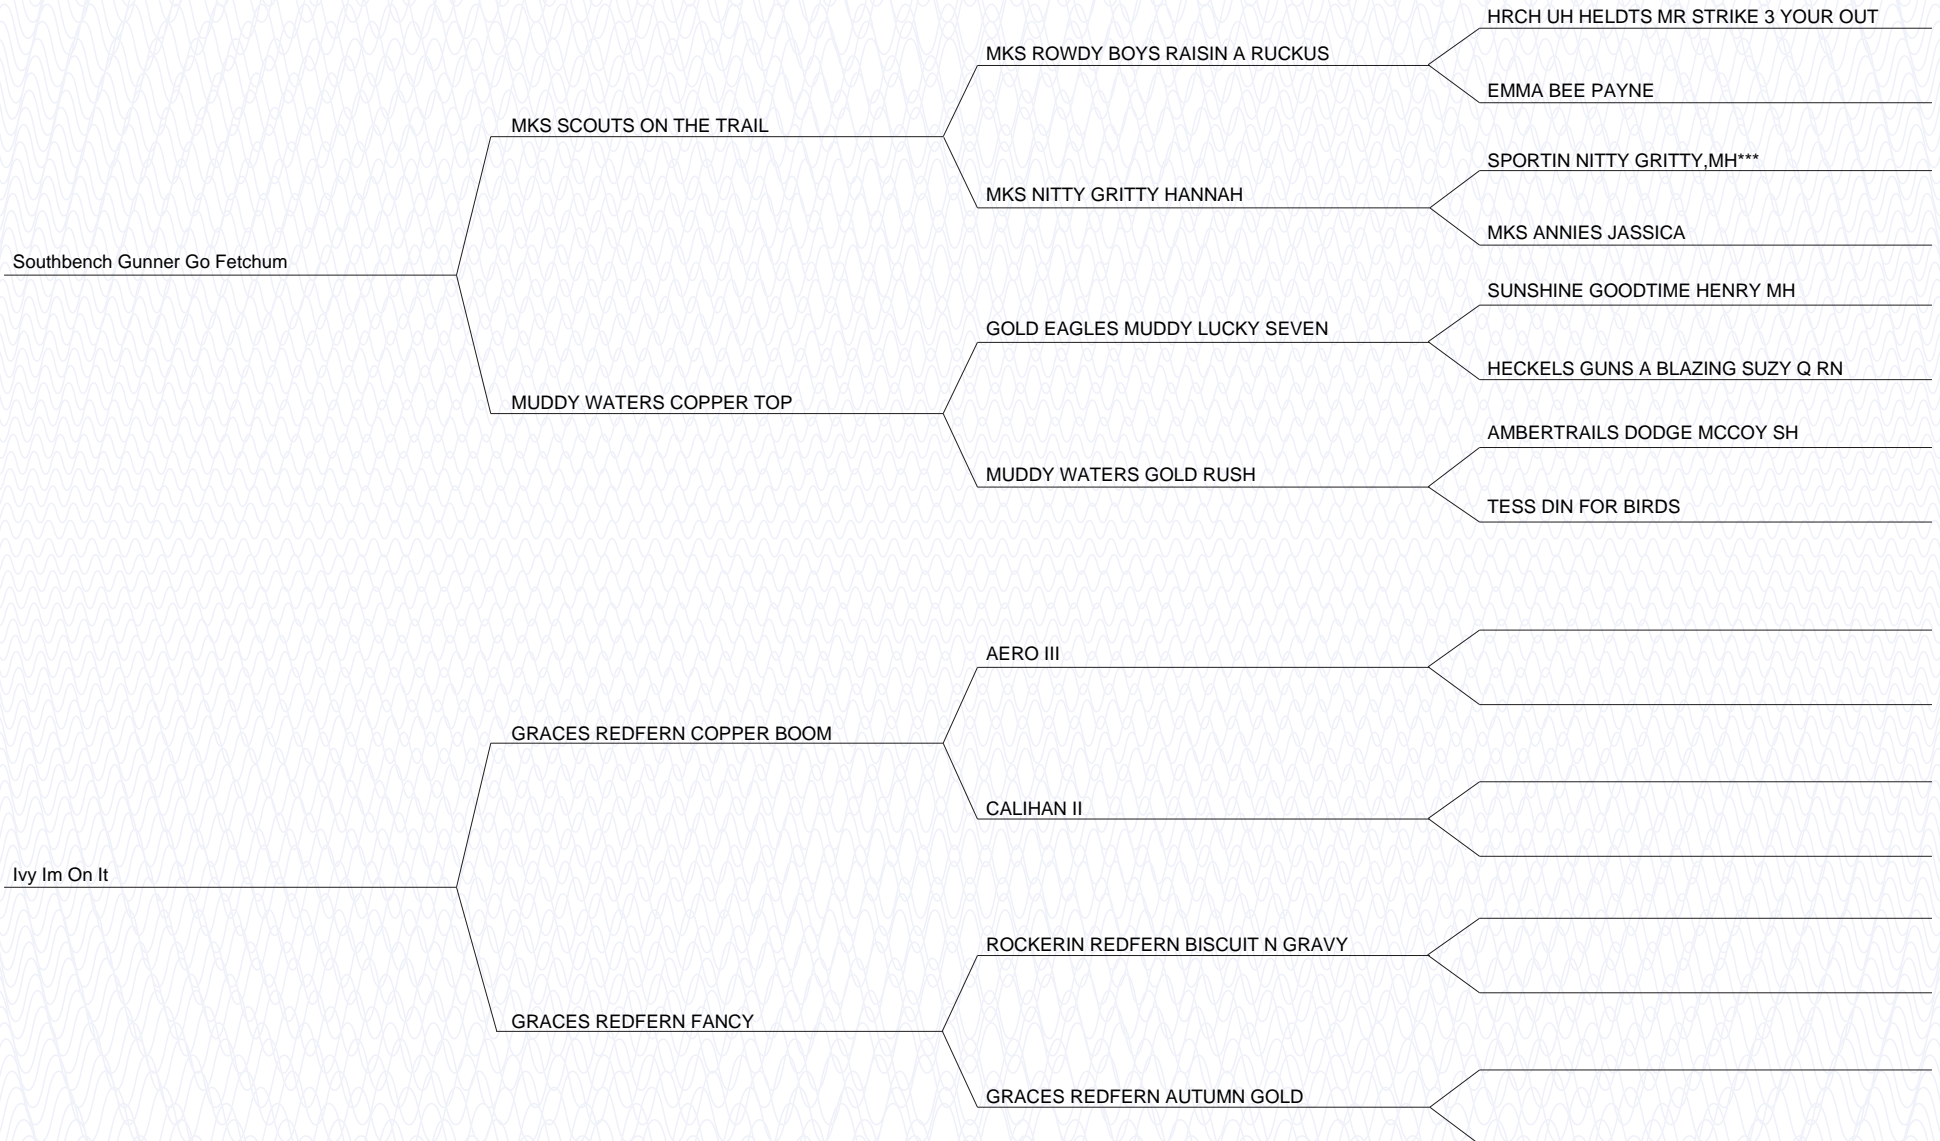 HRCH UH HELDTS MR STRIKE 3 YOUR OUT
MKS ROWDY BOYS RAISIN A RUCKUS
EMMA BEE PAYNE
MKS SCOUTS ON THE TRAIL
SPORTIN NITTY GRITTY,MH***
MKS NITTY GRITTY HANNAH
MKS ANNIES JASSICA
Southbench Gunner Go Fetchum
SUNSHINE GOODTIME HENRY MH
GOLD EAGLES MUDDY LUCKY SEVEN
HECKELS GUNS A BLAZING SUZY Q RN
MUDDY WATERS COPPER TOP
AMBERTRAILS DODGE MCCOY SH
MUDDY WATERS GOLD RUSH
TESS DIN FOR BIRDS
AERO III
GRACES REDFERN COPPER BOOM
CALIHAN II
Ivy Im On It
ROCKERIN REDFERN BISCUIT N GRAVY
GRACES REDFERN FANCY
GRACES REDFERN AUTUMN GOLD